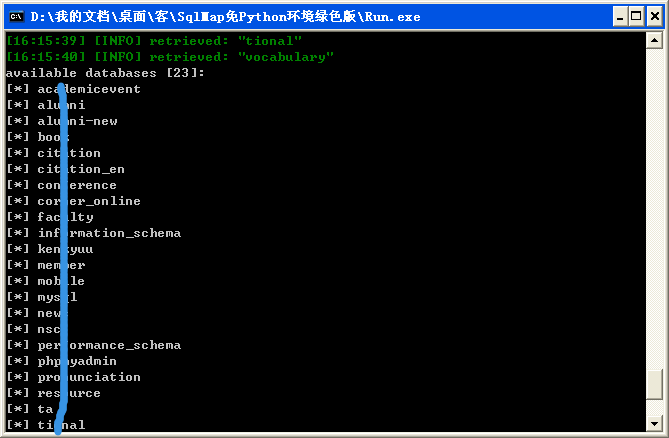 D:\我的文档\桌面\客\SqlMap免Python环境绿色版\Run.exe
[16:15:39] [INFO] retrieved: "tional"
[16:15:40] [INFO] retrieved: "vocabulary"
available databases [23]:
[*] academicevent
[*] alumni
[*] alumni-new
[*] book
[*] citation
[*] citation_en
[*] conference
[*] corner_online
[*] faculty
[*] information_schema
[*] kenkyuu
[*] member
[*] mobile
[*] mysql
[*] news
[*] nsc
[*] performance_schema
[*] phpmyadmin
[*] pronunciation
[*] resource
[*] ta
[*] tional